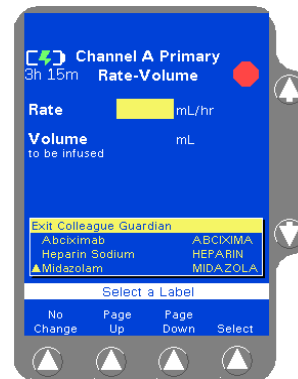 Channel A Primary
3h 15m Rate-Volume
Rate mL/hr
Volume mL
to be infused
Exit Colleague Guardian
Abciximab ABCIXIMA
Heparin Sodium HEPARIN
▲Midazolam MIDAZOLA
Select a Label
No Change Page Up Page Down Select